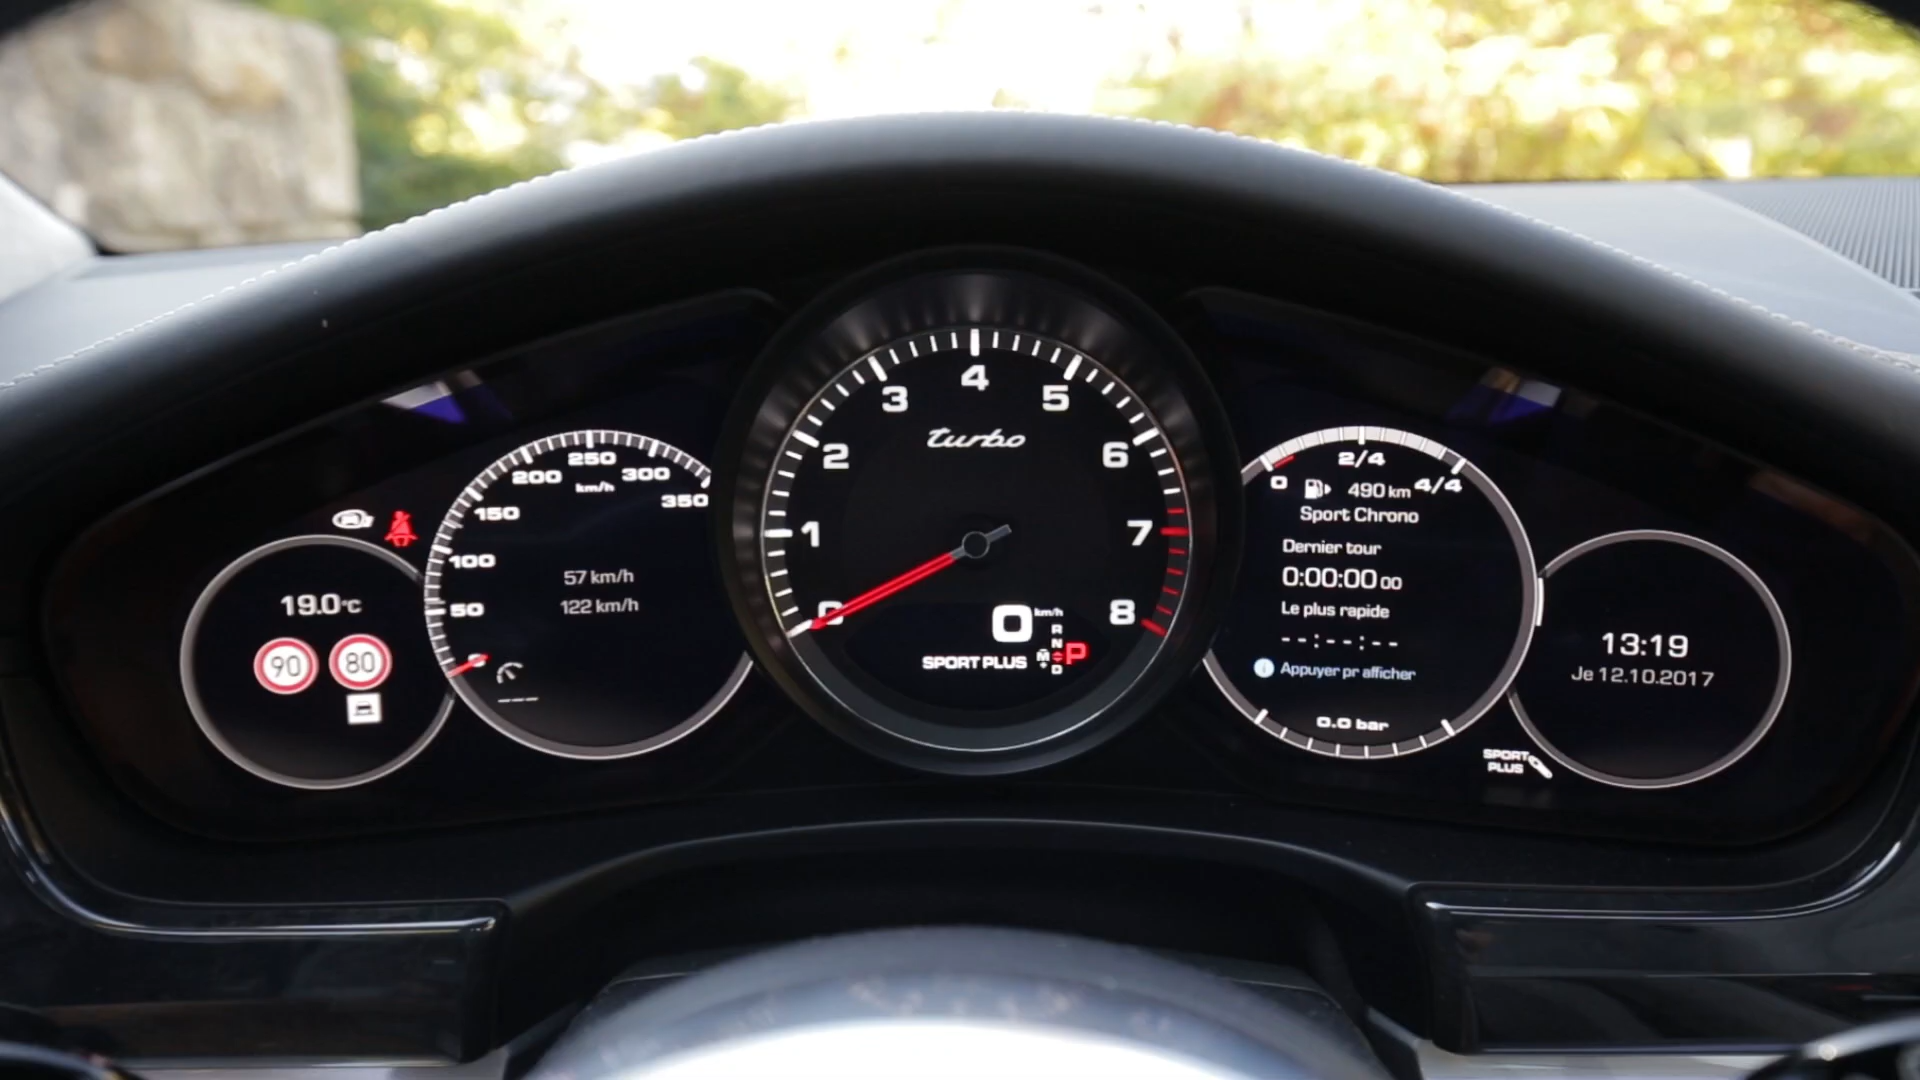 19.0°C
90
80
0
50
100
150
200
250
300
350
km/h
57 km/h
122 km/h
---
0
1
2
3
4
5
6
7
8
turbo
0 km/h
SPORT PLUS
R
N
D
M
P
0
2/4
4/4
490 km
Sport Chrono
Dernier tour
0:00:00 00
Le plus rapide
--:--:--
i Appuyer pr afficher
0.0 bar
SPORT
PLUS
13:19
Je 12.10.2017